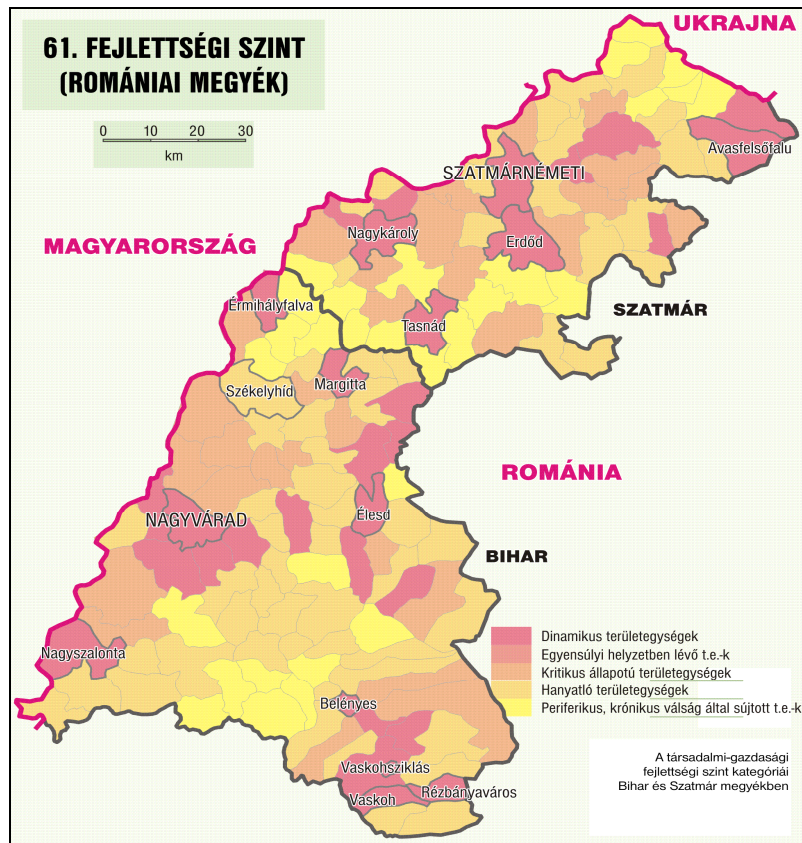 61. FEJLETTSÉGI SZINT
(ROMÁNIAI MEGYÉK)
0 10 20 30
km
UKRAJNA
Avasfelsőfalu
SZATMÁRNÉMETI
MAGYARORSZÁG
Nagykároly
Erdőd
Érmihályfalva
SZATMÁR
Tasnád
Székelyhíd
Margitta
ROMÁNIA
NAGYVÁRAD
Élesd
BIHAR
Nagyszalonta
Belényes
Vaskohsziklás
Vaskoh
Rézbányaváros
Dinamikus területegységek
Egyensúlyi helyzetben lévő t.e.-k
Kritikus állapotú területegységek
Hanyatló területegységek
Periferikus, krónikus válság által sújtott t.e.-k
A társadalmi-gazdasági
fejlettségi szint kategóriái
Bihar és Szatmár megyékben